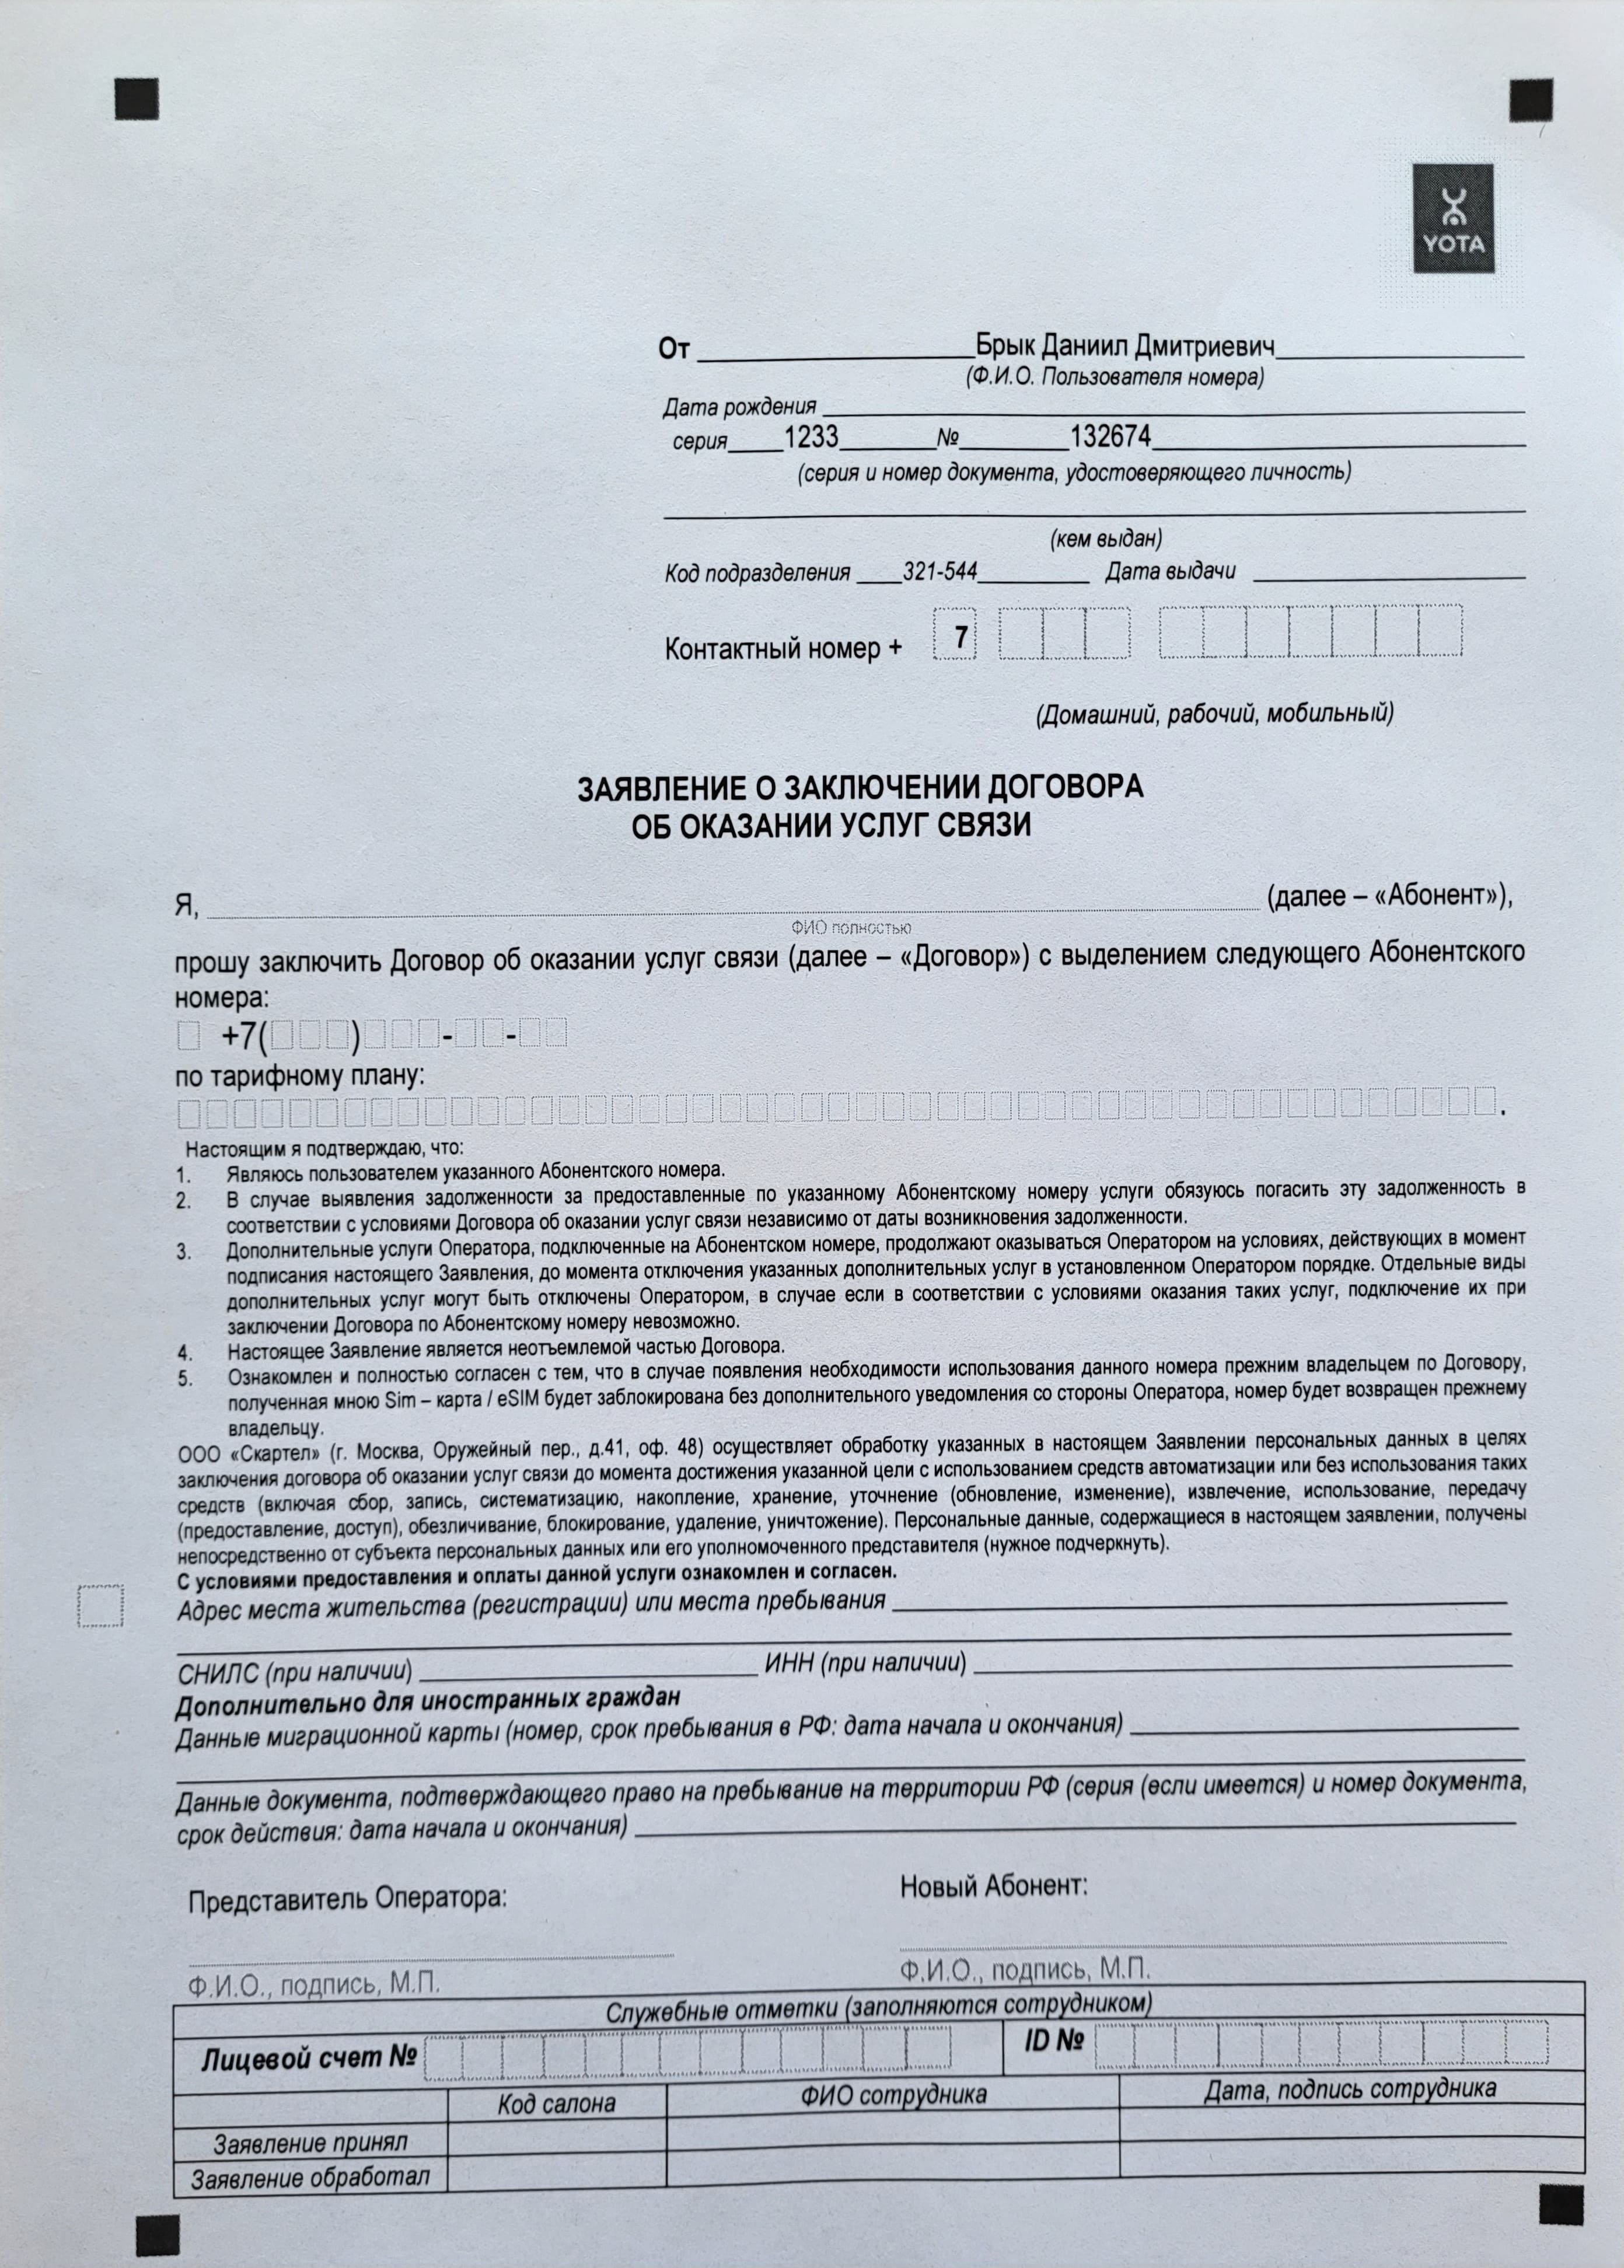 YOTA
От Брык Даниил Дмитриевич
(Ф.И.О. Пользователя номера)
Дата рождения
серия 1233 № 132674
(серия и номер документа, удостоверяющего личность)
(кем выдан)
Код подразделения 321-544 Дата выдачи
Контактный номер + 7
(Домашний, рабочий, мобильный)
ЗАЯВЛЕНИЕ О ЗАКЛЮЧЕНИИ ДОГОВОРА
ОБ ОКАЗАНИИ УСЛУГ СВЯЗИ
Я, (далее – «Абонент»),
ФИО полностью
прошу заключить Договор об оказании услуг связи (далее – «Договор») с выделением следующего Абонентского
номера:
+7( ) - -
по тарифному плану:
.
Настоящим я подтверждаю, что:
1. Являюсь пользователем указанного Абонентского номера.
2. В случае выявления задолженности за предоставленные по указанному Абонентскому номеру услуги обязуюсь погасить эту задолженность в
соответствии с условиями Договора об оказании услуг связи независимо от даты возникновения задолженности.
3. Дополнительные услуги Оператора, подключенные на Абонентском номере, продолжают оказываться Оператором на условиях, действующих в момент
подписания настоящего Заявления, до момента отключения указанных дополнительных услуг в установленном Оператором порядке. Отдельные виды
дополнительных услуг могут быть отключены Оператором, в случае если в соответствии с условиями оказания таких услуг, подключение их при
заключении Договора по Абонентскому номеру невозможно.
4. Настоящее Заявление является неотъемлемой частью Договора.
5. Ознакомлен и полностью согласен с тем, что в случае появления необходимости использования данного номера прежним владельцем по Договору,
полученная мною Sim – карта / eSIM будет заблокирована без дополнительного уведомления со стороны Оператора, номер будет возвращен прежнему
владельцу.
ООО «Скартел» (г. Москва, Оружейный пер., д.41, оф. 48) осуществляет обработку указанных в настоящем Заявлении персональных данных в целях
заключения договора об оказании услуг связи до момента достижения указанной цели с использованием средств автоматизации или без использования таких
средств (включая сбор, запись, систематизацию, накопление, хранение, уточнение (обновление, изменение), извлечение, использование, передачу
(предоставление, доступ), обезличивание, блокирование, удаление, уничтожение). Персональные данные, содержащиеся в настоящем заявлении, получены
непосредственно от субъекта персональных данных или его уполномоченного представителя (нужное подчеркнуть).
С условиями предоставления и оплаты данной услуги ознакомлен и согласен.
Адрес места жительства (регистрации) или места пребывания
СНИЛС (при наличии) ИНН (при наличии)
Дополнительно для иностранных граждан
Данные миграционной карты (номер, срок пребывания в РФ: дата начала и окончания)
Данные документа, подтверждающего право на пребывание на территории РФ (серия (если имеется) и номер документа,
срок действия: дата начала и окончания)
Представитель Оператора: Новый Абонент:
Ф.И.О., подпись, М.П. Ф.И.О., подпись, М.П.
Служебные отметки (заполняются сотрудником)
Лицевой счет № ID №
Код салона ФИО сотрудника Дата, подпись сотрудника
Заявление принял
Заявление обработал